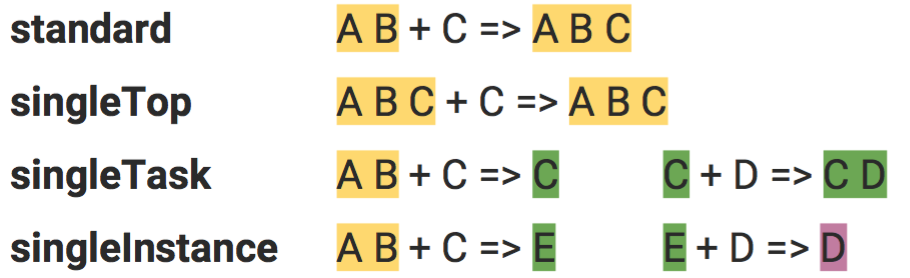 standard A B + C => A B C
singleTop A B C + C => A B C
singleTask A B + C => C C + D => C D
singleInstance A B + C => E E + D => D